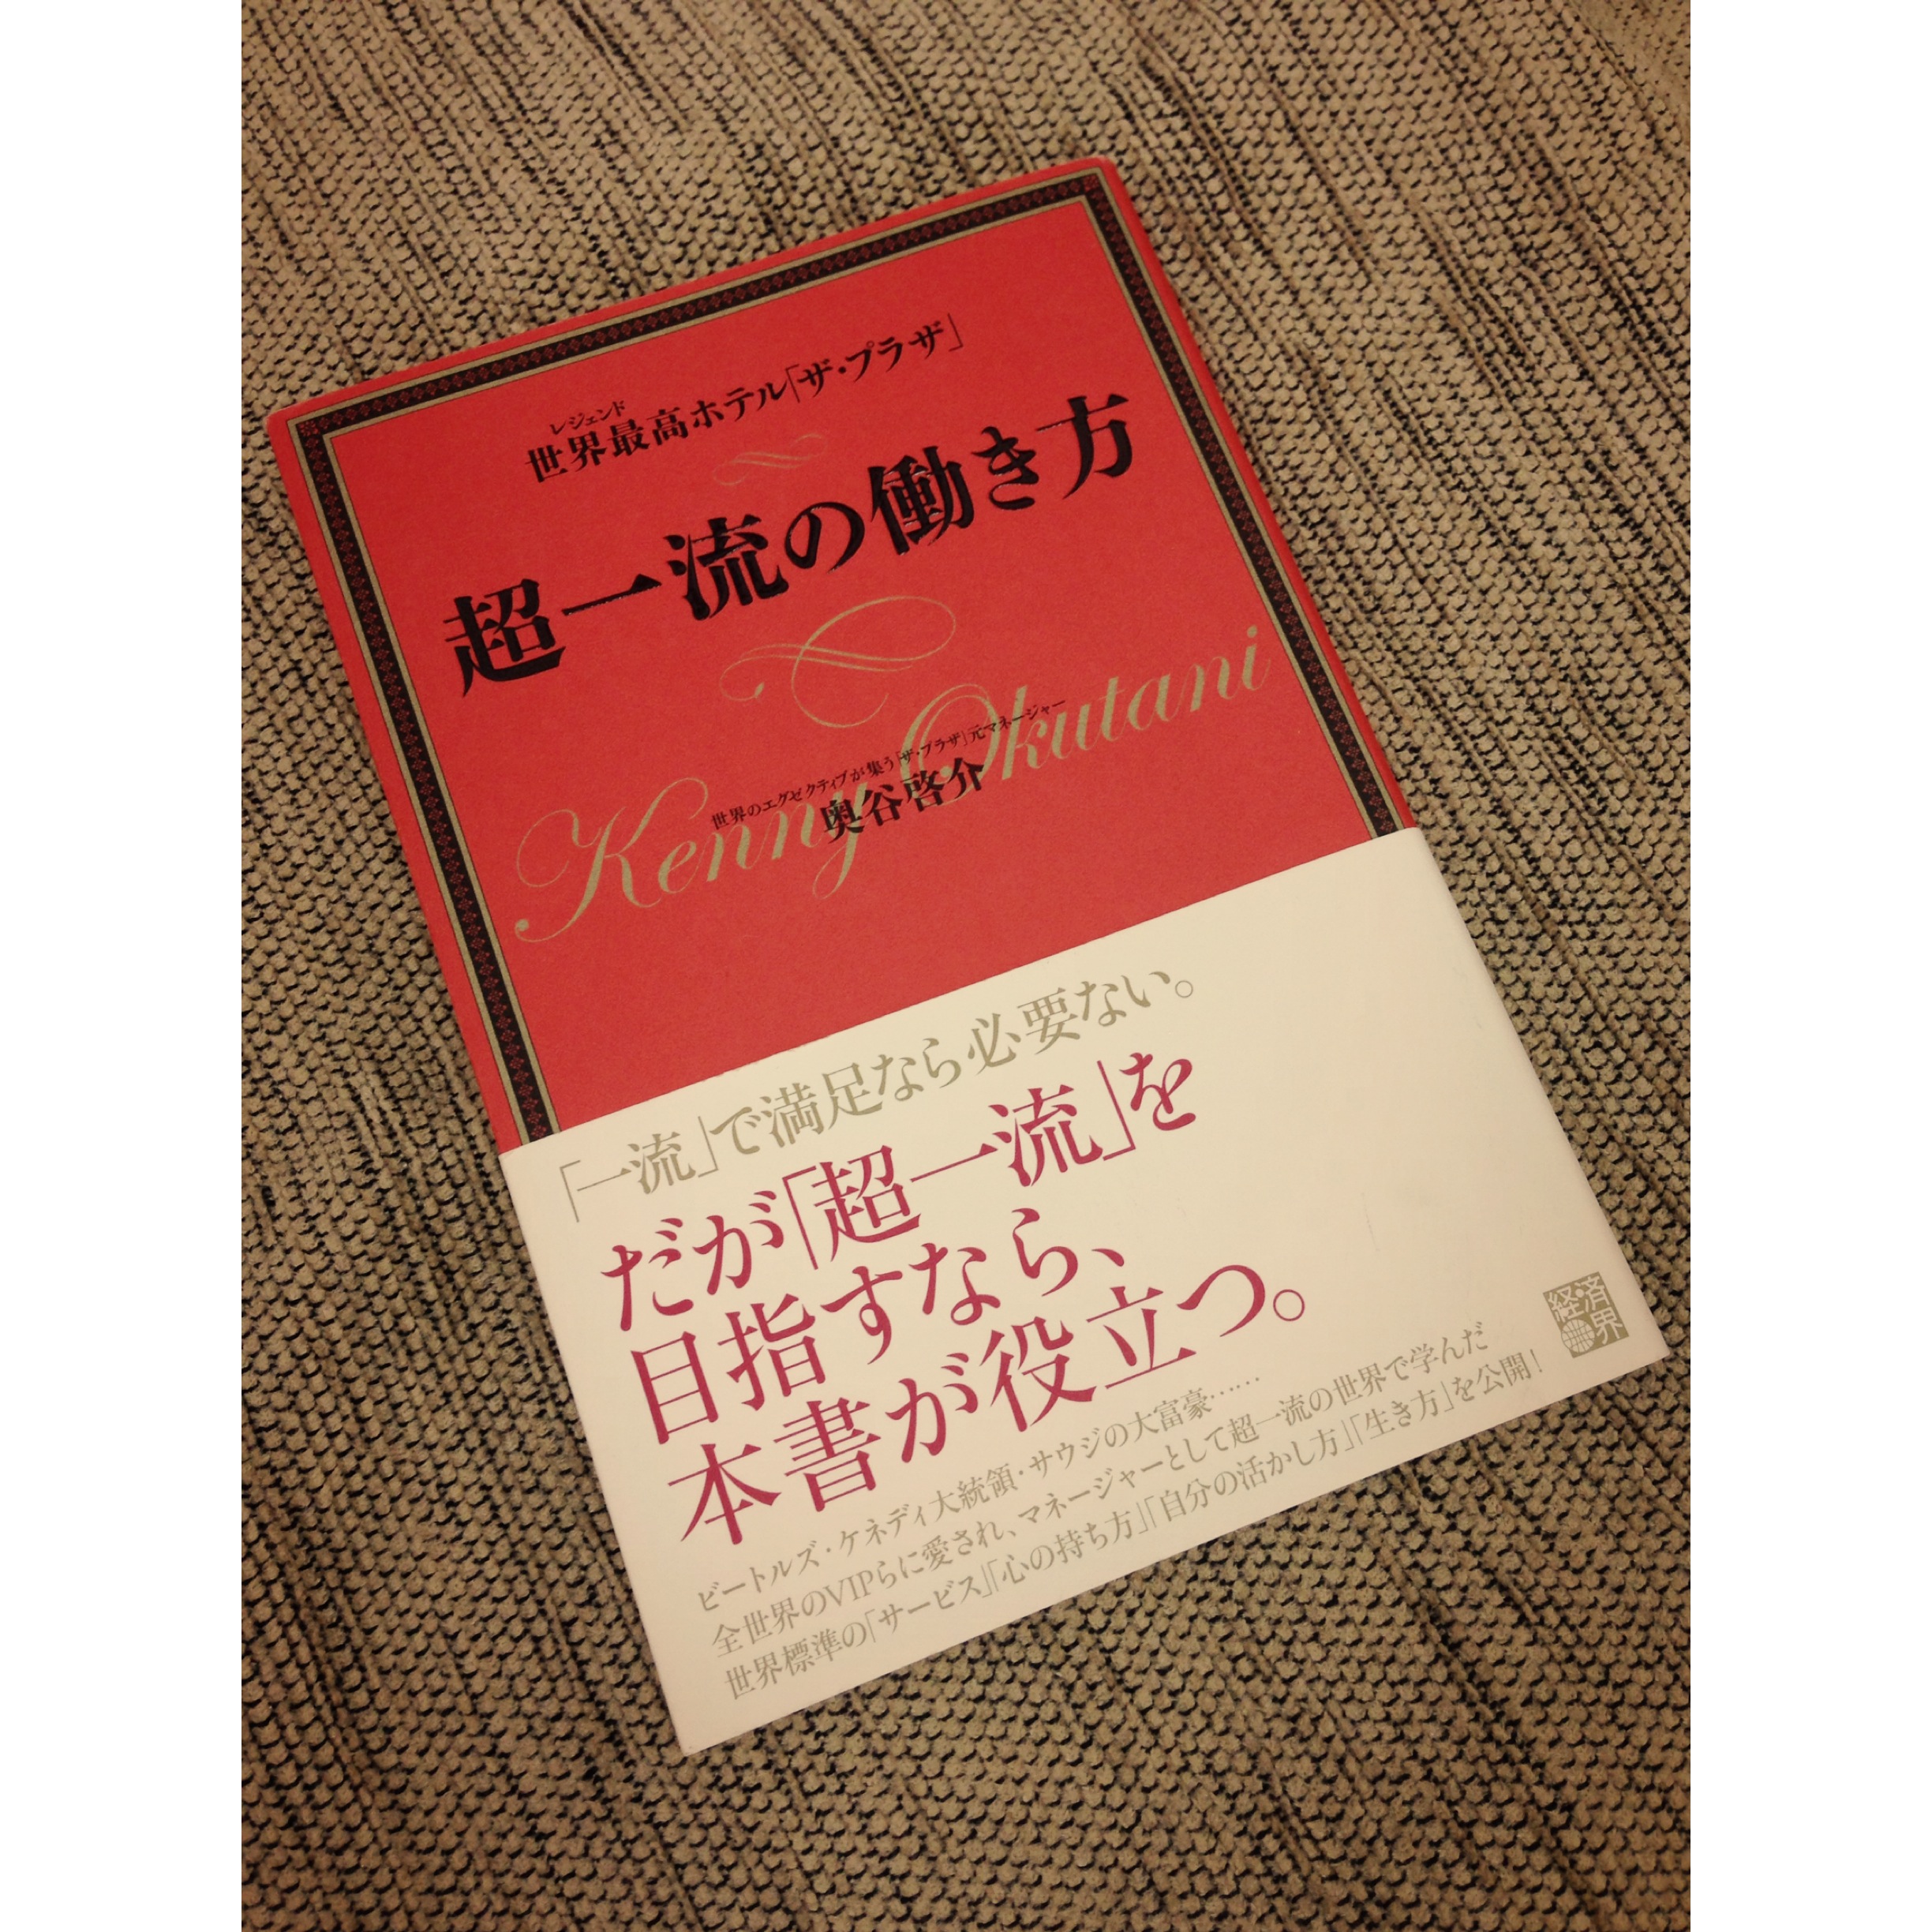 レジェンド
世界最高ホテル「ザ・プラザ」
超一流の働き方
Kenny Okutani
世界のエグゼクティブが集う「ザ・プラザ」元マネージャー
奥谷啓介
「一流」で満足なら必要ない。
だが「超一流」を
目指すなら、
本書が役立つ。
ビートルズ・ケネディ大統領・サウジの大富豪……
全世界のVIPらに愛され、マネージャーとして超一流の世界で学んだ
世界標準の「サービス」「心の持ち方」「自分の活かし方」「生き方」を公開!
経済界